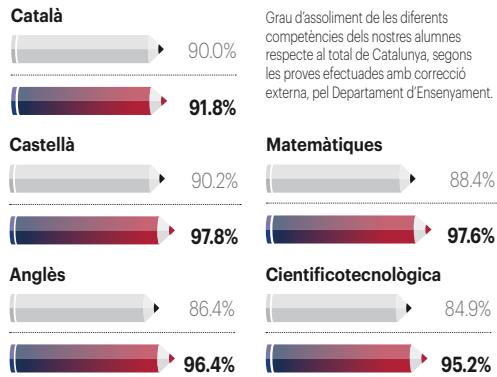 Català
90.0%
91.8%
Grau d'assoliment de les diferents
competències dels nostres alumnes
respecte al total de Catalunya, segons
les proves efectuades amb correcció
externa, pel Departament d'Ensenyament.
Castellà
90.2%
97.8%
Matemàtiques
88.4%
97.6%
Anglès
86.4%
96.4%
Cientificotecnològica
84.9%
95.2%